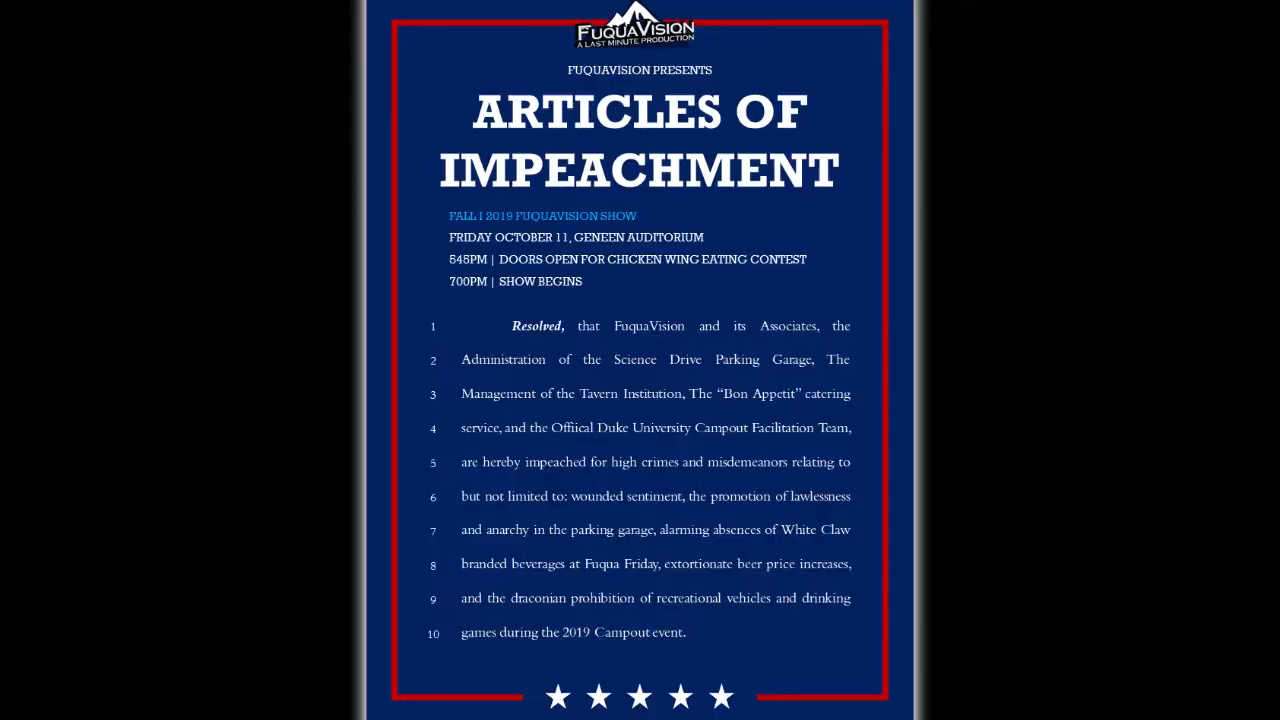 FUQUAVISION
A LAST MINUTE PRODUCTION
FUQUAVISION PRESENTS
ARTICLES OF
IMPEACHMENT
FALL I 2019 FUQUAVISION SHOW
FRIDAY OCTOBER 11, GENEEN AUDITORIUM
545PM | DOORS OPEN FOR CHICKEN WING EATING CONTEST
700PM | SHOW BEGINS
1 Resolved, that FuquaVision and its Associates, the
2 Administration of the Science Drive Parking Garage, The
3 Management of the Tavern Institution, The “Bon Appetit” catering
4 service, and the Offiical Duke University Campout Facilitation Team,
5 are hereby impeached for high crimes and misdemeanors relating to
6 but not limited to: wounded sentiment, the promotion of lawlessness
7 and anarchy in the parking garage, alarming absences of White Claw
8 branded beverages at Fuqua Friday, extortionate beer price increases,
9 and the draconian prohibition of recreational vehicles and drinking
10 games during the 2019 Campout event.